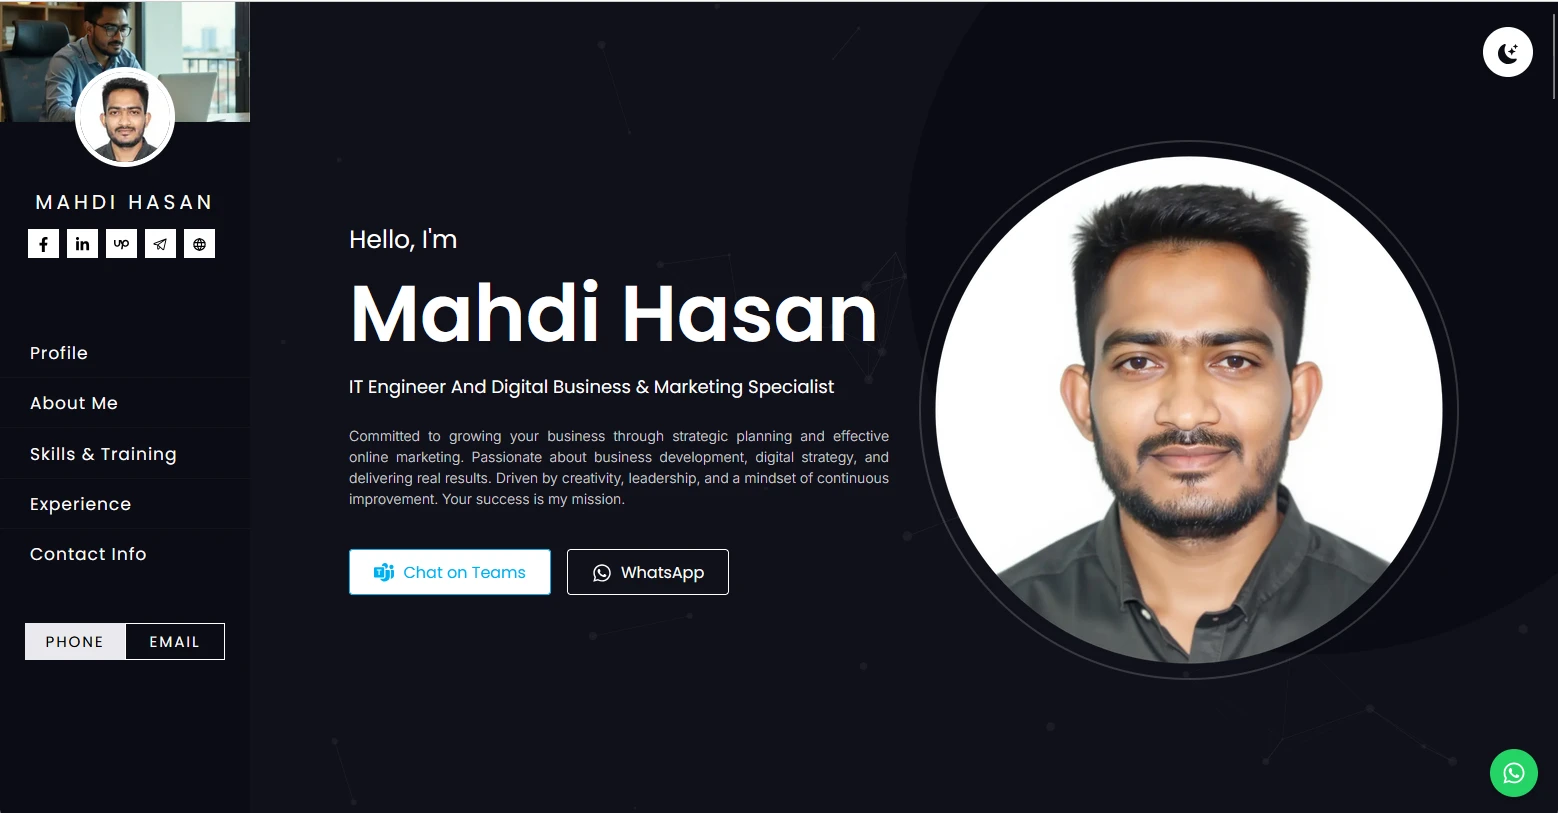 MAHDI HASAN
Profile
About Me
Skills & Training
Experience
Contact Info
PHONE
EMAIL
Hello, I'm
Mahdi Hasan
IT Engineer And Digital Business & Marketing Specialist
Committed to growing your business through strategic planning and effective
online marketing. Passionate about business development, digital strategy, and
delivering real results. Driven by creativity, leadership, and a mindset of continuous
improvement. Your success is my mission.
Chat on Teams
WhatsApp